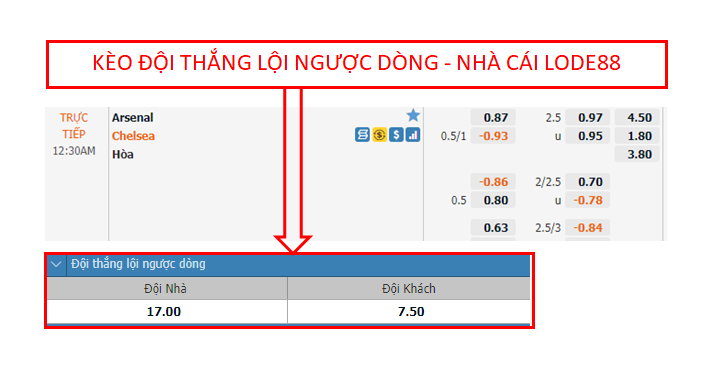 KÈO ĐỘI THẮNG LỘI NGƯỢC DÒNG - NHÀ CÁI LODE88
TRỰC TIẾP 12:30AM
Arsenal
Chelsea
Hòa
0.87 2.5 0.97 4.50
0.5/1 -0.93 u 0.95 1.80
3.80
-0.86 2/2.5 0.70
0.5 0.80 u -0.78
0.63 2.5/3 -0.84
Đội thắng lội ngược dòng
Đội Nhà Đội Khách
17.00 7.50